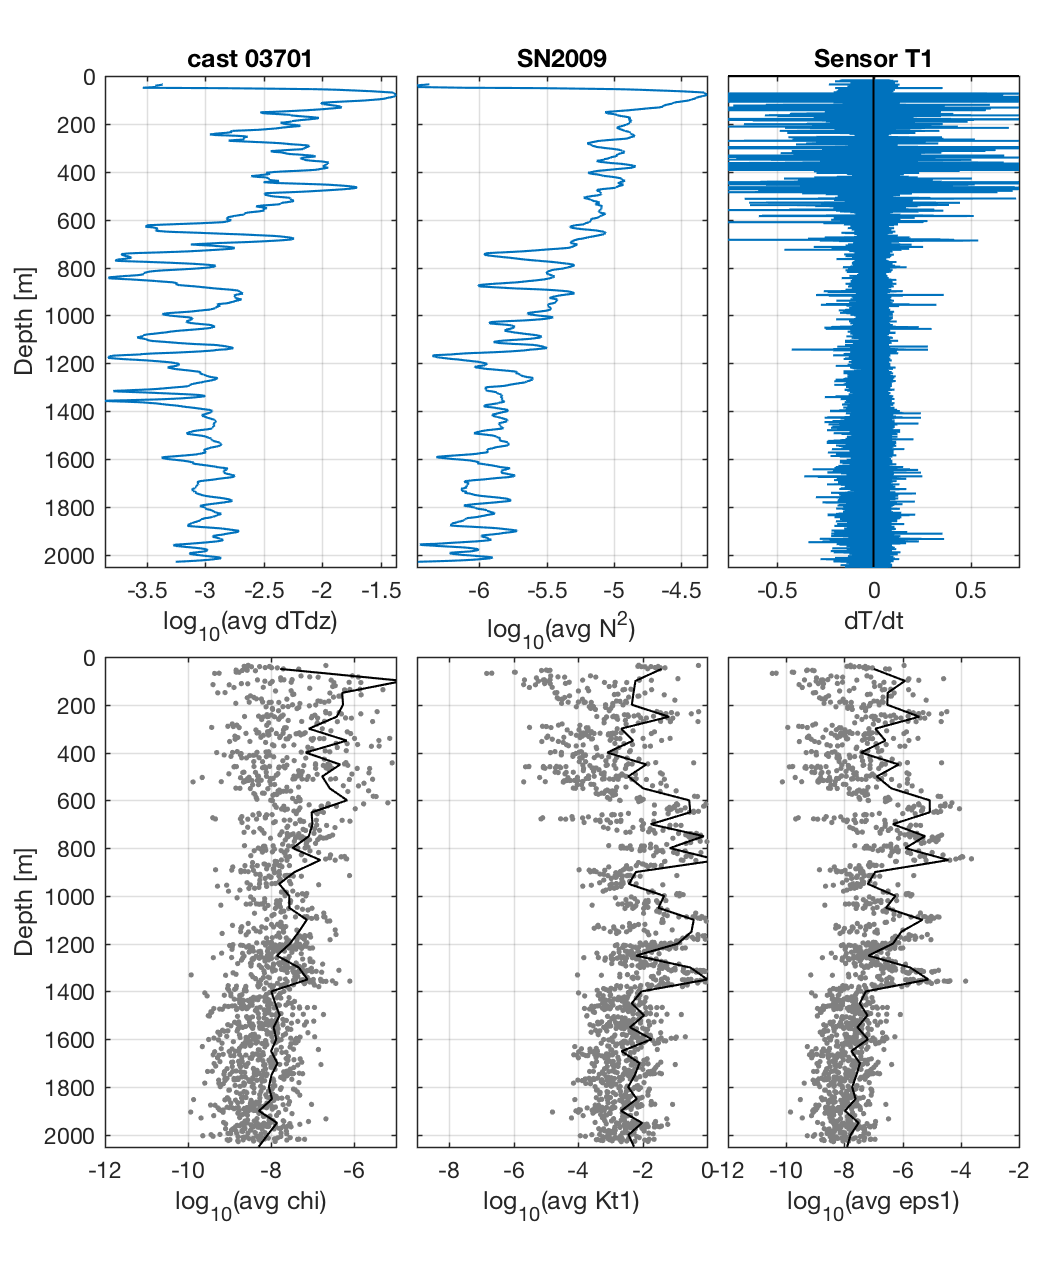 cast 03701
SN2009
Sensor T1
0
200
400
600
800
1000
1200
1400
1600
1800
2000
Depth [m]
-3.5 -3 -2.5 -2 -1.5
log10(avg dTdz)
-6 -5.5 -5 -4.5
log10(avg N2)
-0.5 0 0.5
dT/dt
0
200
400
600
800
1000
1200
1400
1600
1800
2000
Depth [m]
-12 -10 -8 -6
log10(avg chi)
-8 -6 -4 -2 0
log10(avg Kt1)
-12 -10 -8 -6 -4 -2
log10(avg eps1)